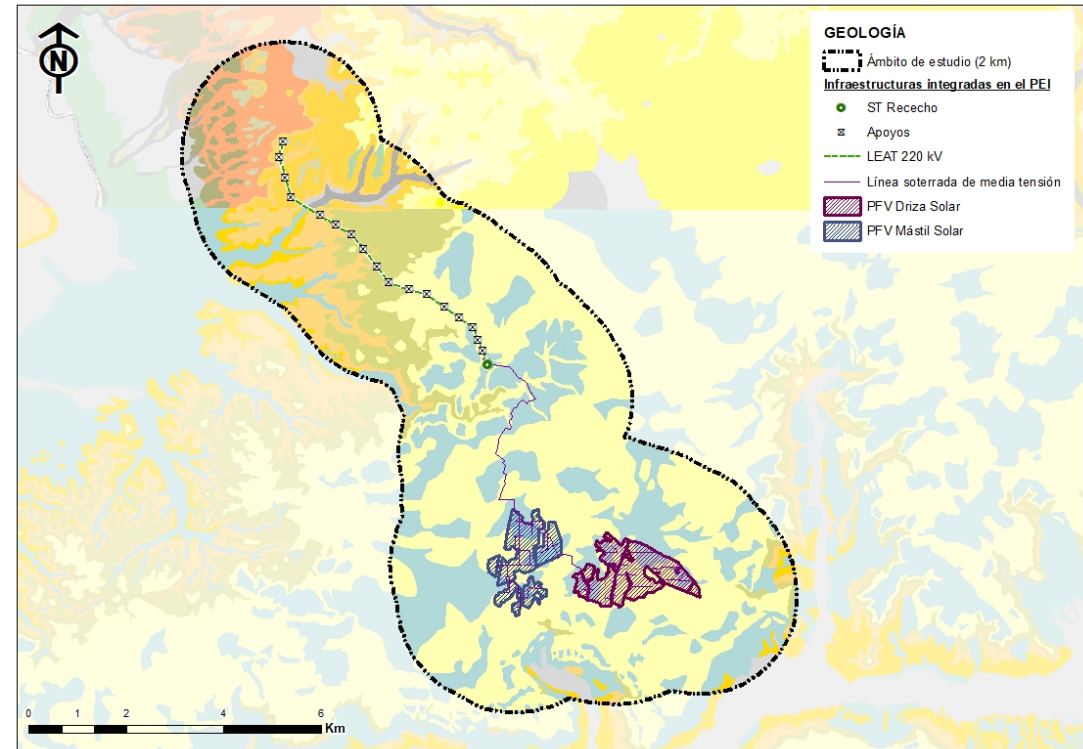 N
GEOLOGÍA
Ámbito de estudio (2 km)
Infraestructuras integradas en el PEI
ST Rececho
Apoyos
LEAT 220 kV
Línea soterrada de media tensión
PFV Driza Solar
PFV Mástil Solar
0 1 2 4 6
Km